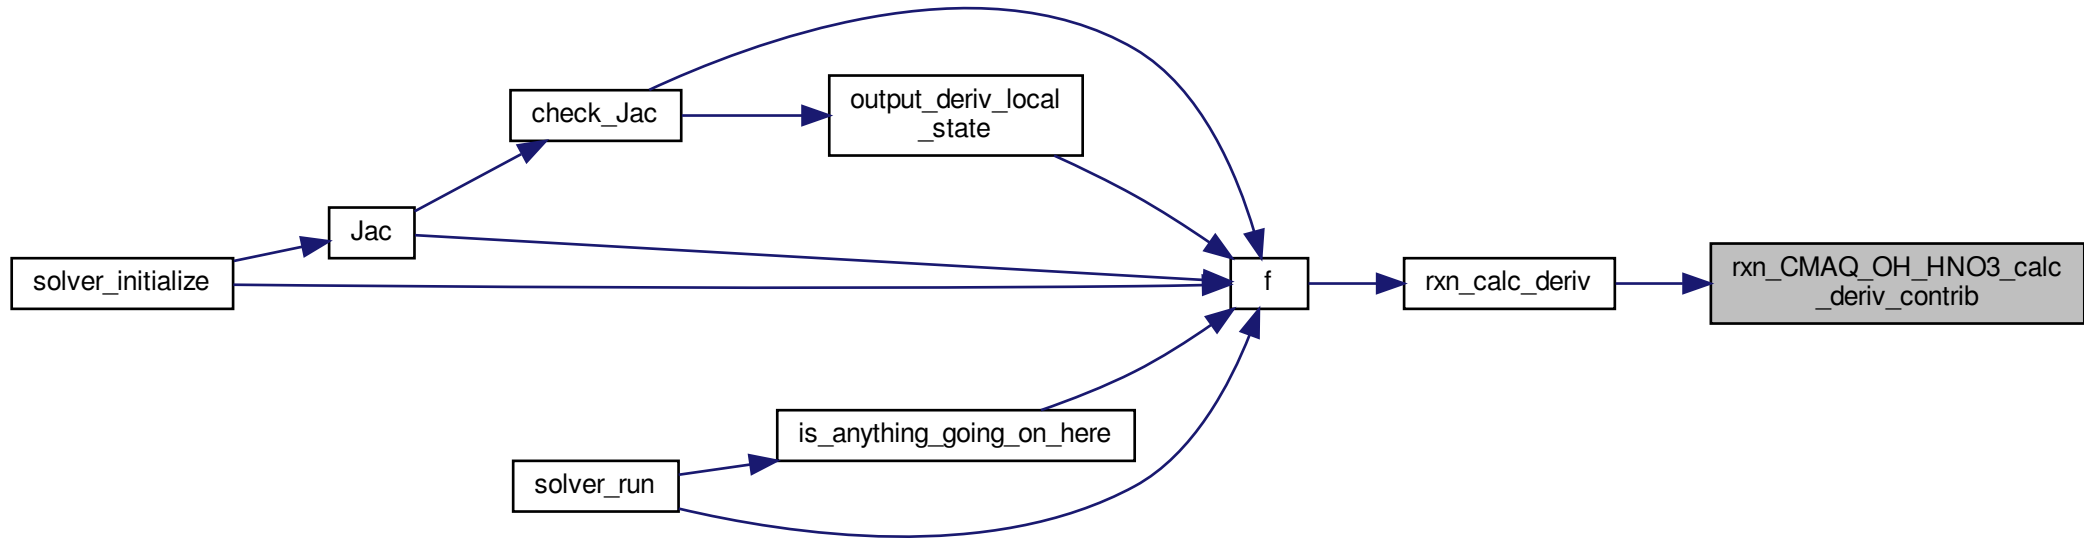 check_Jac
output_deriv_local
_state
Jac
solver_initialize
f
rxn_calc_deriv
rxn_CMAQ_OH_HNO3_calc
_deriv_contrib
is_anything_going_on_here
solver_run